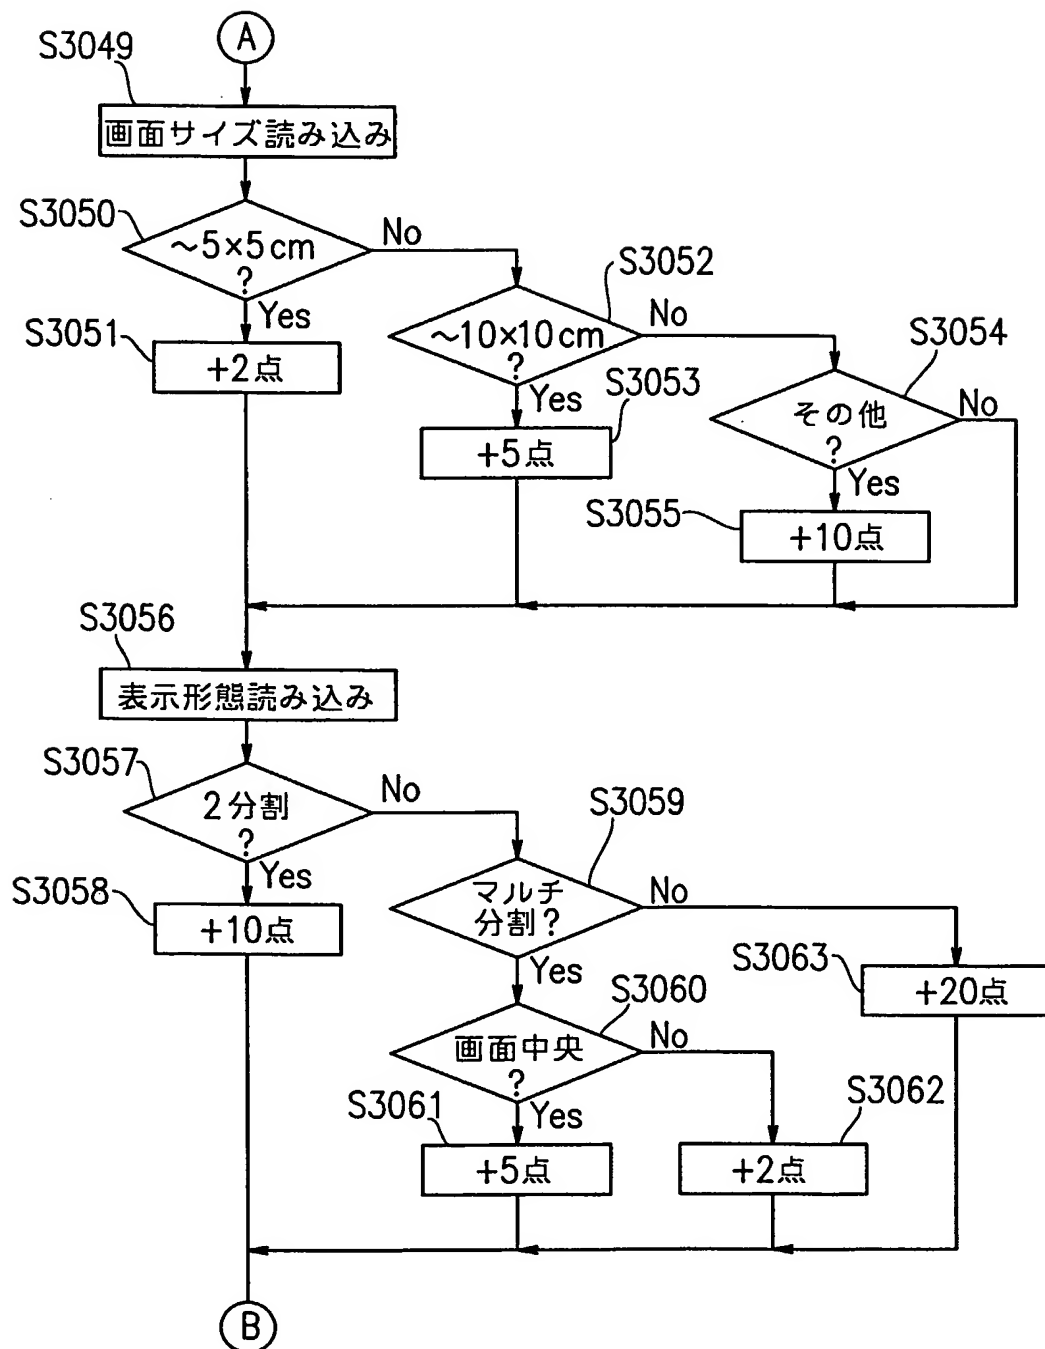 A
S3049
画面サイズ読み込み
S3050
～5×5cm
?
No
Yes
S3051
+2点
S3052
～10×10cm
?
No
Yes
S3053
+5点
S3054
その他
?
No
Yes
S3055
+10点
S3056
表示形態読み込み
S3057
2分割
?
No
Yes
S3058
+10点
S3059
マルチ
分割?
No
Yes
S3063
+20点
S3060
画面中央
?
No
Yes
S3061
+5点
S3062
+2点
B